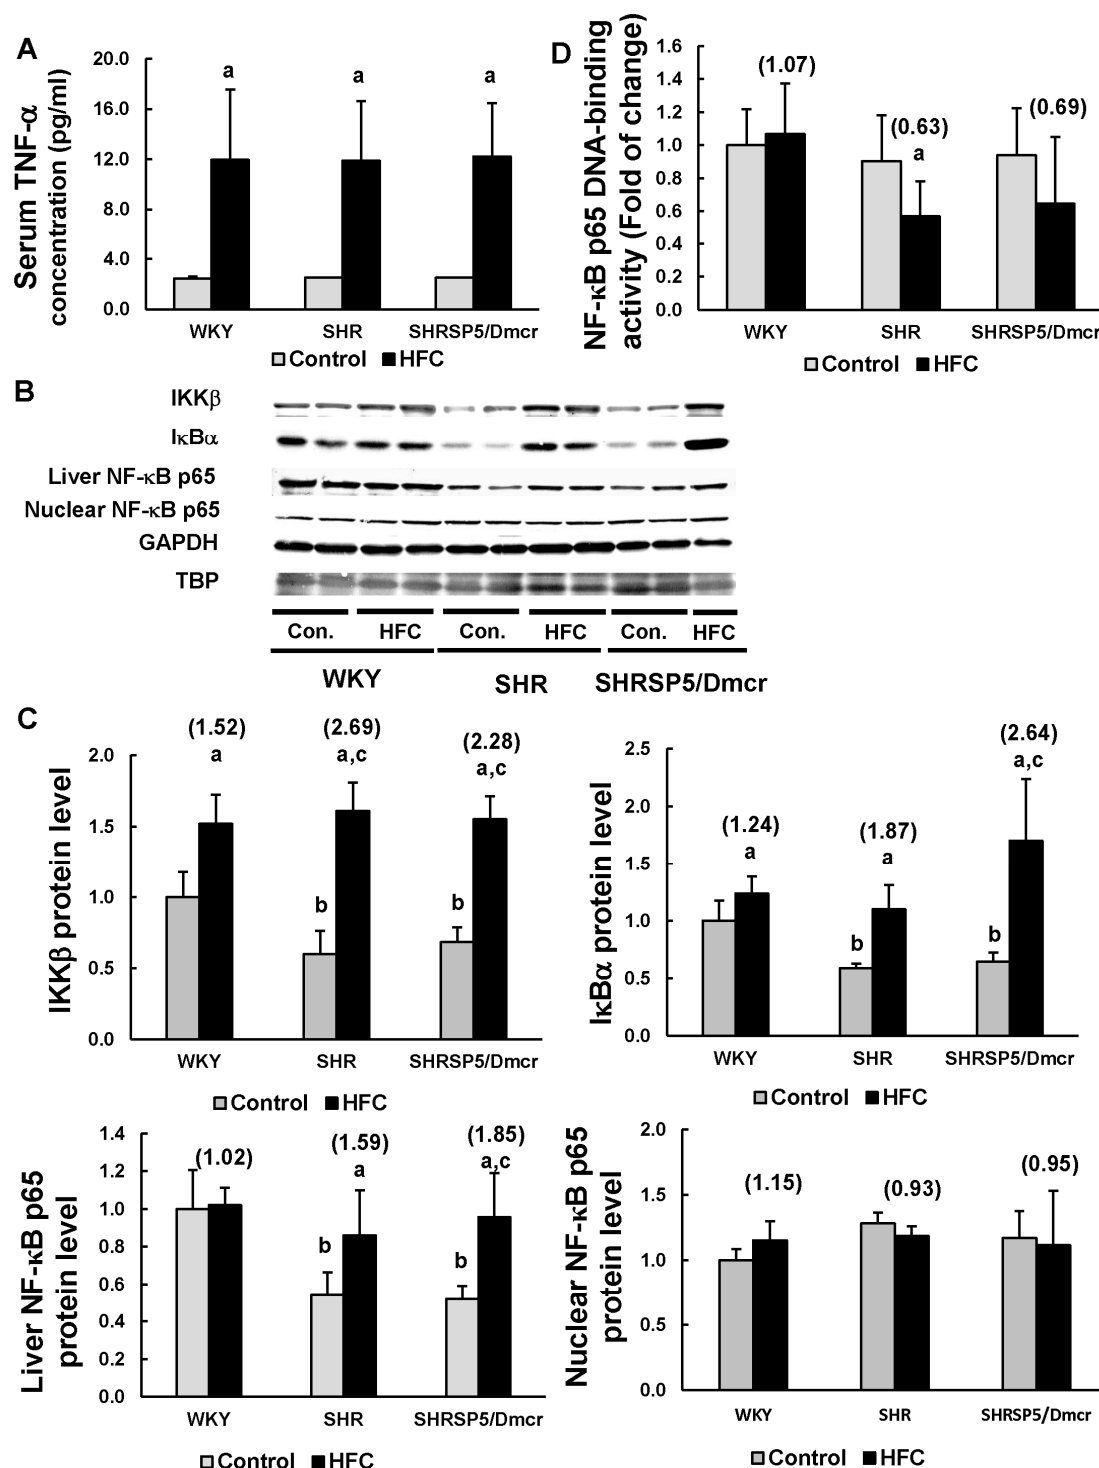 A
Serum TNF-α
concentration (pg/ml)
20.0
16.0
12.0
8.0
4.0
0.0
a
a
a
WKY
SHR
SHRSP5/Dmcr
Control
HFC
D
NF-κB p65 DNA-binding
activity (Fold of change)
1.6
1.4
1.2
1.0
0.8
0.6
0.4
0.2
0.0
(1.07)
(0.63)
a
(0.69)
WKY
SHR
SHRSP5/Dmcr
Control
HFC
B
IKKβ
IκBα
Liver NF-κB p65
Nuclear NF-κB p65
GAPDH
TBP
Con.
HFC
Con.
HFC
Con.
HFC
WKY
SHR
SHRSP5/Dmcr
C
IKKβ protein level
2.0
1.5
1.0
0.5
0.0
(1.52)
a
(2.69)
a,c
b
(2.28)
a,c
b
WKY
SHR
SHRSP5/Dmcr
Control
HFC
IκBα protein level
2.5
2.0
1.5
1.0
0.5
0.0
(1.24)
a
(1.87)
a
b
(2.64)
a,c
b
WKY
SHR
SHRSP5/Dmcr
Control
HFC
Liver NF-κB p65
protein level
1.4
1.2
1.0
0.8
0.6
0.4
0.2
0.0
(1.02)
(1.59)
a
b
(1.85)
a,c
b
WKY
SHR
SHRSP5/Dmcr
Control
HFC
Nuclear NF-κB p65
protein level
2.0
1.5
1.0
0.5
0.0
(1.15)
(0.93)
(0.95)
WKY
SHR
SHRSP5/Dmcr
Control
HFC